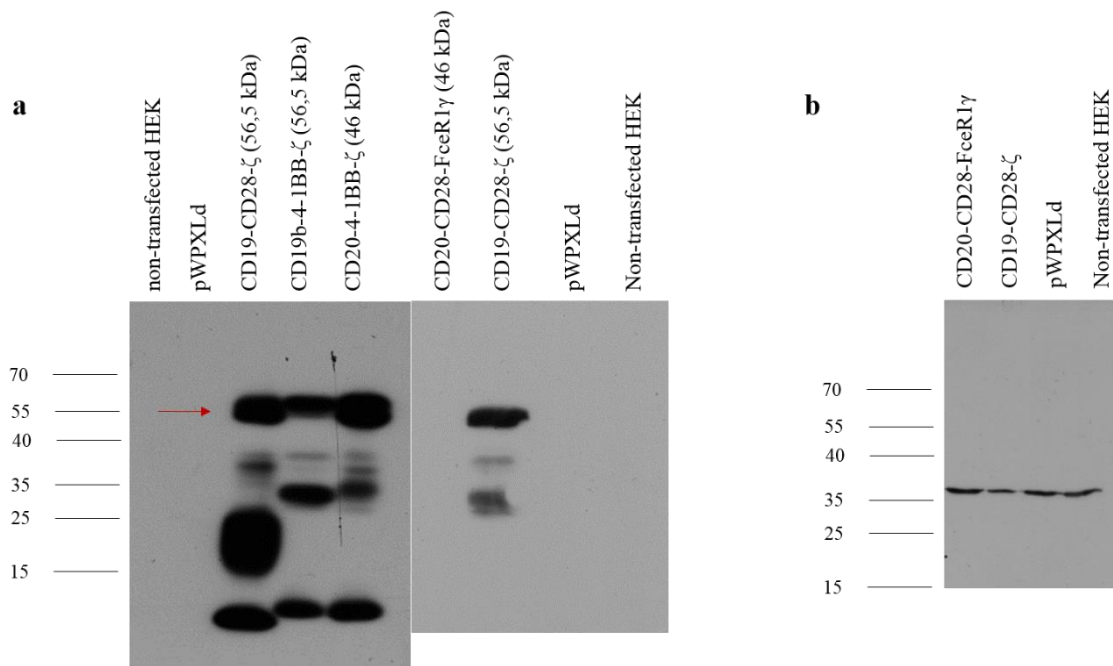 a
non-transfected HEK
pWPXLd
CD19-CD28-ζ (56,5 kDa)
CD19b-4-1BB-ζ (56,5 kDa)
CD20-4-1BB-ζ (46 kDa)
CD20-CD28-FceR1γ (46 kDa)
CD19-CD28-ζ (56,5 kDa)
pWPXLd
Non-transfected HEK
70
55
40
35
25
15
b
CD20-CD28-FceR1γ
CD19-CD28-ζ
pWPXLd
Non-transfected HEK
70
55
40
35
25
15